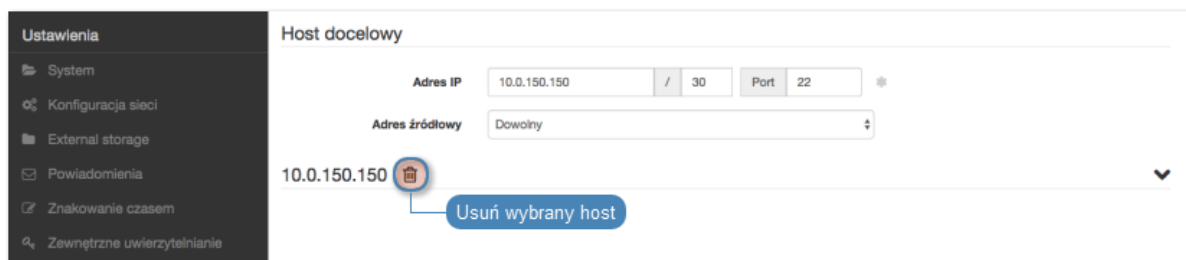 Ustawienia
System
Konfiguracja sieci
External storage
Powiadomienia
Znakowanie czasem
Zewnętrzne uwierzytelnianie
Host docelowy
Adres IP 10.0.150.150 / 30 Port 22
Adres źródłowy Dowolny
10.0.150.150
Usuń wybrany host